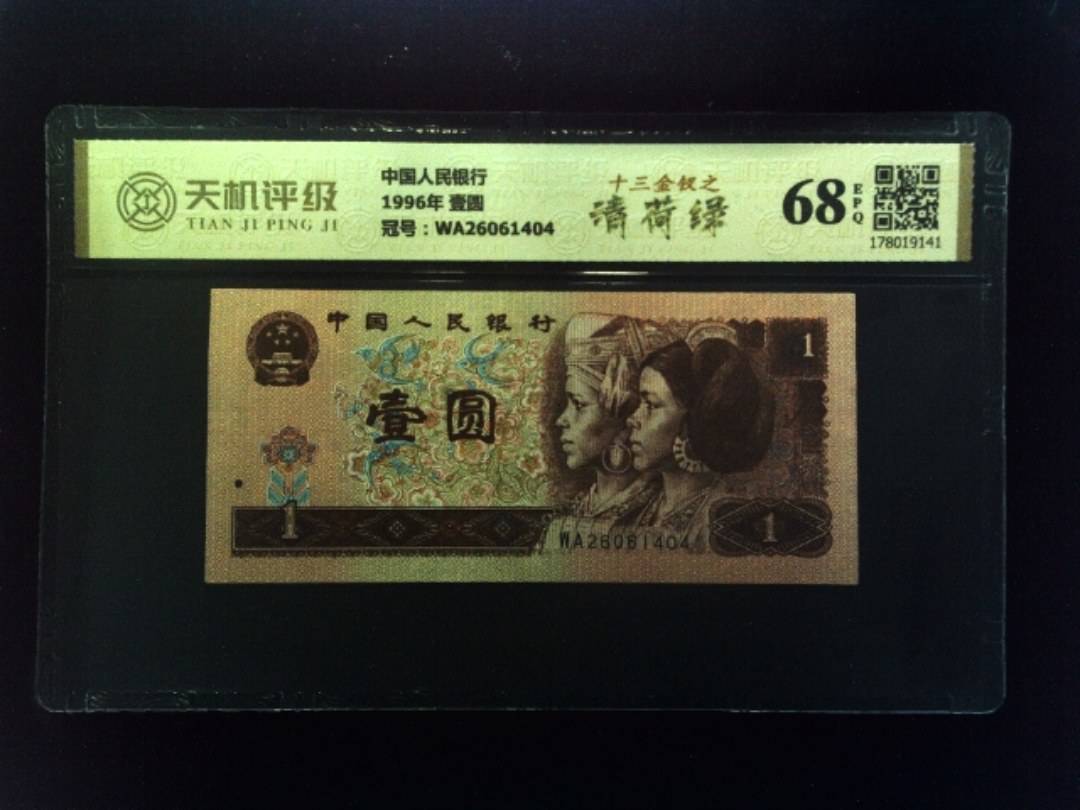 天机评级
TIAN JI PING JI
中国人民银行
1996年 壹圆
冠号：WA26061404
十三金钗之
清荷绿
68
EPQ
178019141
中国人民银行
1
壹圆
1
WA26061404
1